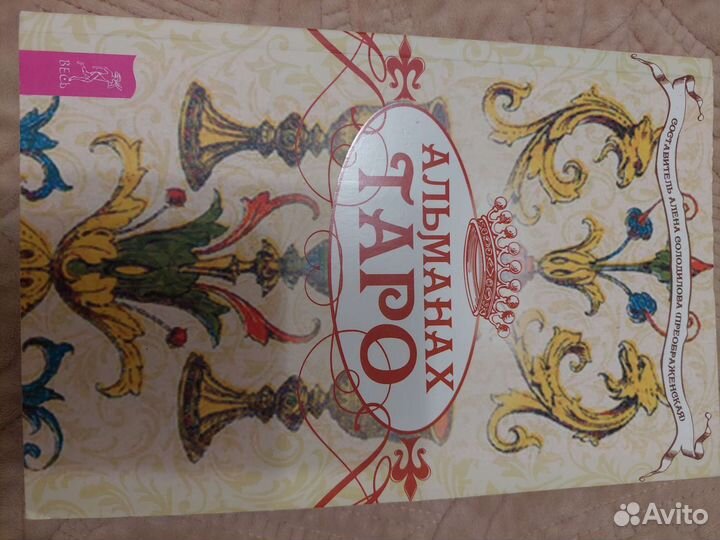 СОСТАВИТЕЛЬ АЛЕНА СОЛОДИЛОВА (ПРЕОБРАЖЕНСКАЯ)
АЛЬМАНАХ
ТАРО
ВЕСЬ
Avito